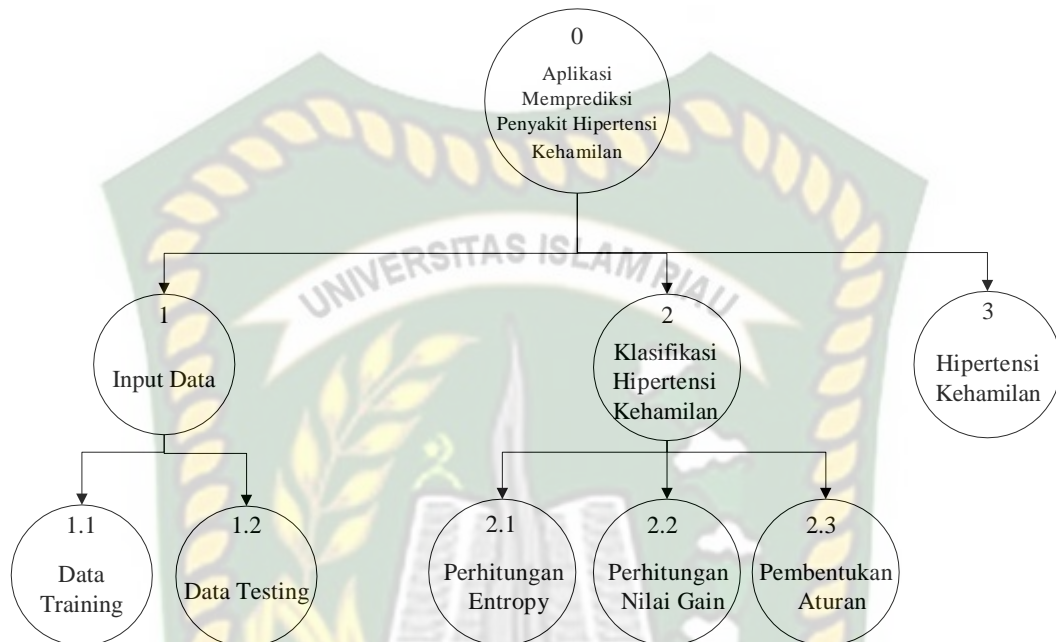 0
Aplikasi
Memprediksi
Penyakit Hipertensi
Kehamilan
UNIVERSITAS ISLAM RIAU
1
Input Data
2
Klasifikasi
Hipertensi
Kehamilan
3
Hipertensi
Kehamilan
1.1
Data
Training
1.2
Data Testing
2.1
Perhitungan
Entropy
2.2
Perhitungan
Nilai Gain
2.3
Pembentukan
Aturan